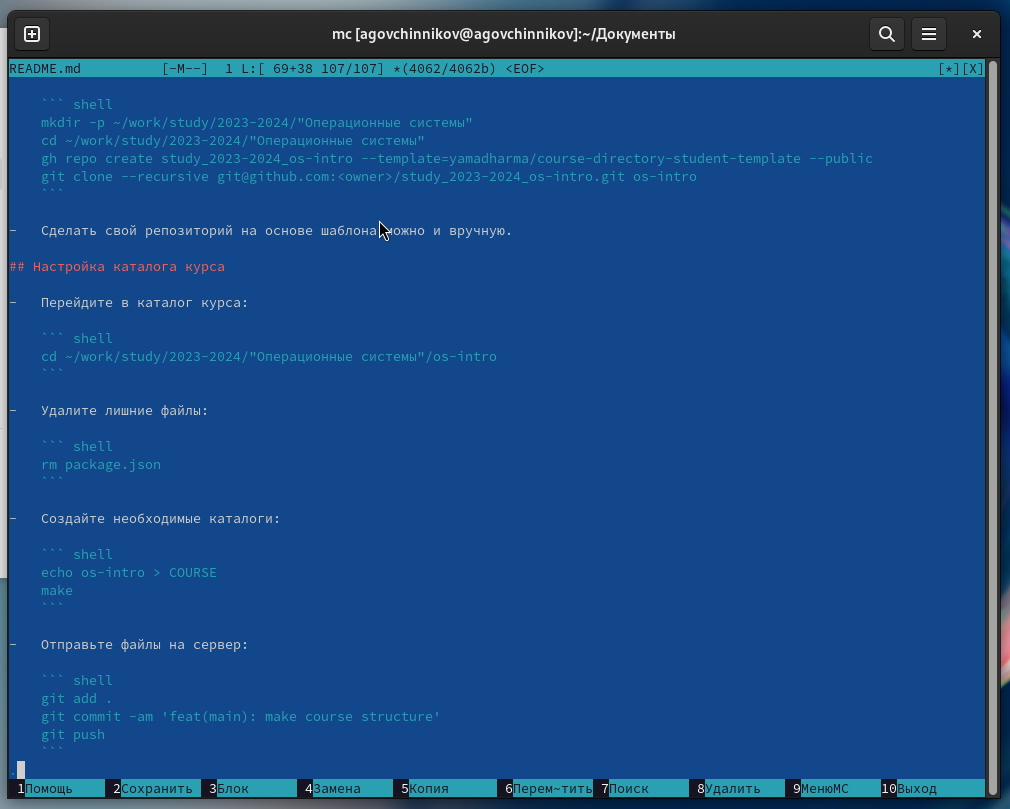 mc [agovchinnikov@agovchinnikov]:~/Документы
README.md [-M--] 1 L:[ 69+38 107/107] *(4062/4062b) <EOF> [*][X]
``` shell
mkdir -p ~/work/study/2023-2024/"Операционные системы"
cd ~/work/study/2023-2024/"Операционные системы"
gh repo create study_2023-2024_os-intro --template=yamadharma/course-directory-student-template --public
git clone --recursive git@github.com:<owner>/study_2023-2024_os-intro.git os-intro
```
- Сделать свой репозиторий на основе шаблона можно и вручную.
## Настройка каталога курса
- Перейдите в каталог курса:
``` shell
cd ~/work/study/2023-2024/"Операционные системы"/os-intro
```
- Удалите лишние файлы:
``` shell
rm package.json
```
- Создайте необходимые каталоги:
``` shell
echo os-intro > COURSE
make
```
- Отправьте файлы на сервер:
``` shell
git add .
git commit -am 'feat(main): make course structure'
git push
```
1Помощь 2Сохранить 3Блок 4Замена 5Копия 6Перем~тить 7Поиск 8Удалить 9МенюMC 10Выход